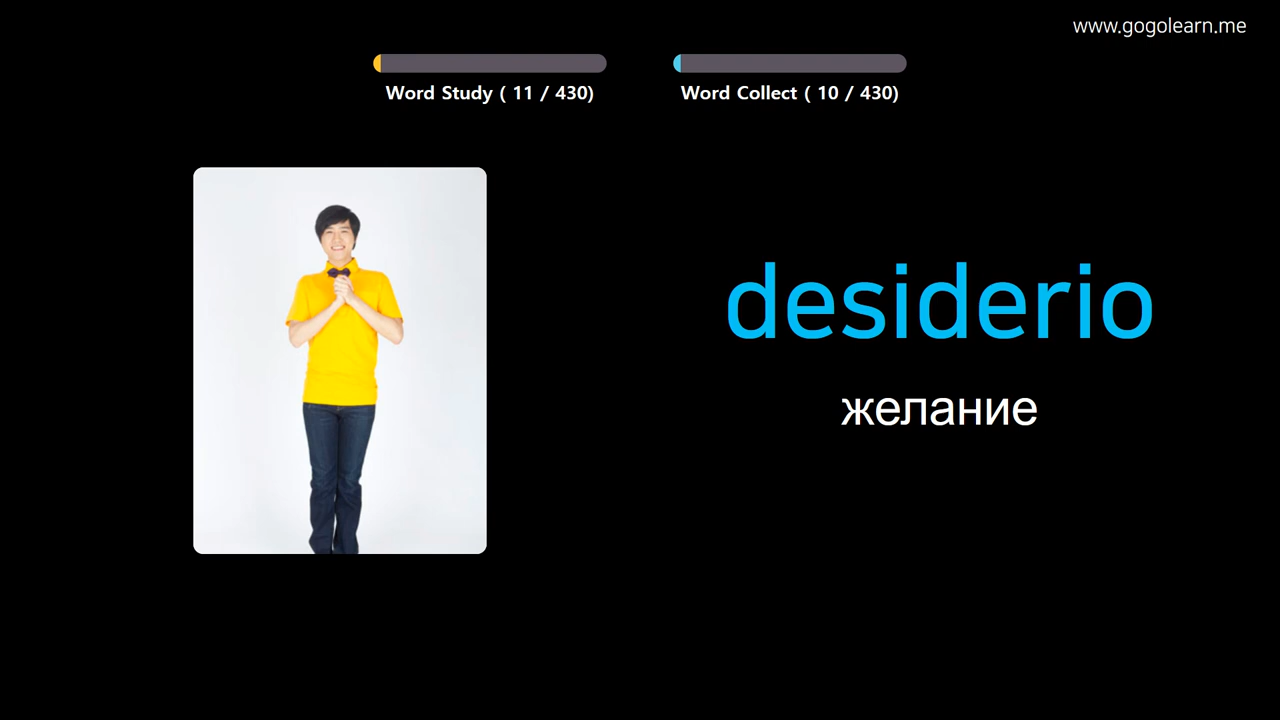 www.gogolearn.me
Word Study ( 11 / 430)
Word Collect ( 10 / 430)
desiderio
желание